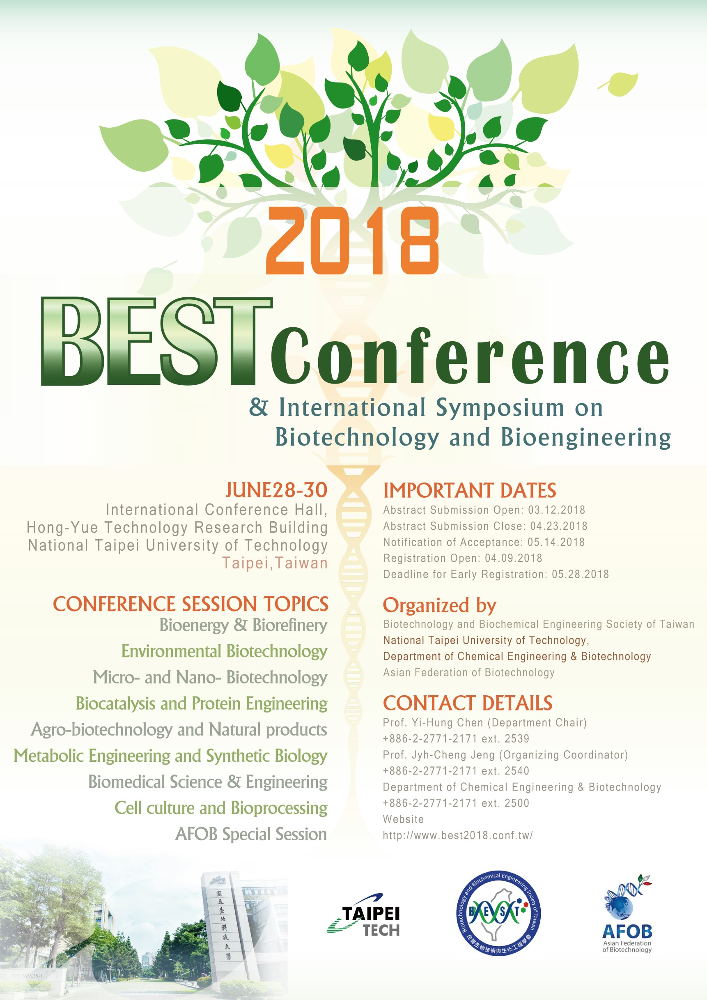 2018
BEST Conference
& International Symposium on
Biotechnology and Bioengineering
JUNE28-30
International Conference Hall,
Hong-Yue Technology Research Building
National Taipei University of Technology
Taipei,Taiwan
CONFERENCE SESSION TOPICS
Bioenergy & Biorefinery
Environmental Biotechnology
Micro- and Nano- Biotechnology
Biocatalysis and Protein Engineering
Agro-biotechnology and Natural products
Metabolic Engineering and Synthetic Biology
Biomedical Science & Engineering
Cell culture and Bioprocessing
AFOB Special Session
IMPORTANT DATES
Abstract Submission Open: 03.12.2018
Abstract Submission Close: 04.23.2018
Notification of Acceptance: 05.14.2018
Registration Open: 04.09.2018
Deadline for Early Registration: 05.28.2018
Organized by
Biotechnology and Biochemical Engineering Society of Taiwan
National Taipei University of Technology,
Department of Chemical Engineering & Biotechnology
Asian Federation of Biotechnology
CONTACT DETAILS
Prof. Yi-Hung Chen (Department Chair)
+886-2-2771-2171 ext. 2539
Prof. Jyh-Cheng Jeng (Organizing Coordinator)
+886-2-2771-2171 ext. 2540
Department of Chemical Engineering & Biotechnology
+886-2-2771-2171 ext. 2500
Website
http://www.best2018.conf.tw/
TAIPEI
TECH
國立臺北科技大學
OF TECHNOLOGY
TAIPEI
TECH
Biotechnology and Biochemical Engineering Society of Taiwan
BEST
台灣生物技術與生化工程學會
AFOB
Asian Federation
of Biotechnology